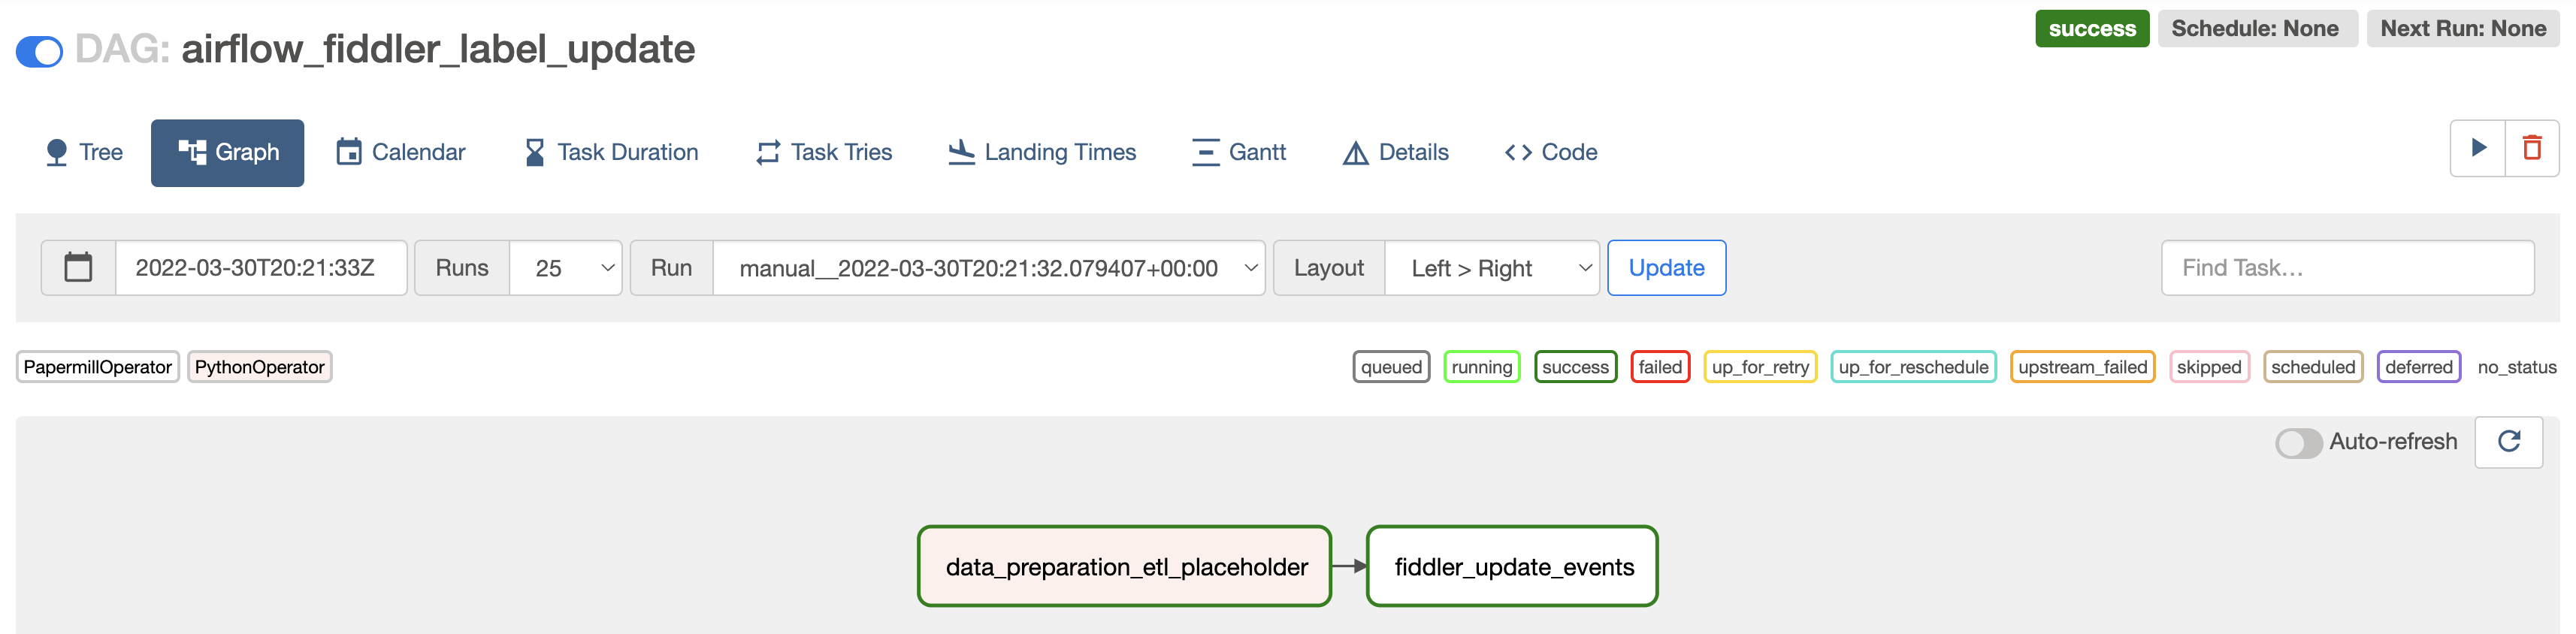 DAG: airflow_fiddler_label_update
success Schedule: None Next Run: None
Tree Graph Calendar Task Duration Task Tries Landing Times Gantt Details <> Code
2022-03-30T20:21:33Z Runs 25 Run manual__2022-03-30T20:21:32.079407+00:00 Layout Left > Right Update Find Task…
PapermillOperator PythonOperator queued running success failed up_for_retry up_for_reschedule upstream_failed skipped scheduled deferred no_status
Auto-refresh
data_preparation_etl_placeholder fiddler_update_events